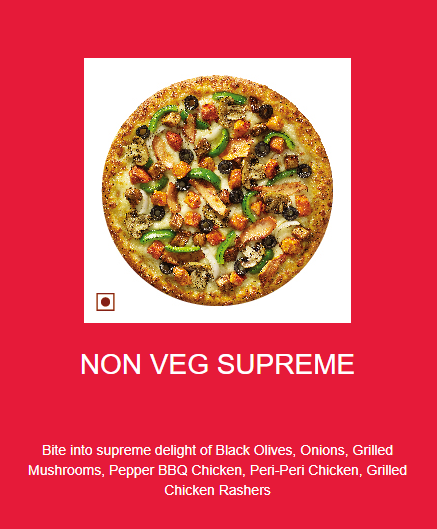 NON VEG SUPREME
Bite into supreme delight of Black Olives, Onions, Grilled
Mushrooms, Pepper BBQ Chicken, Peri-Peri Chicken, Grilled
Chicken Rashers